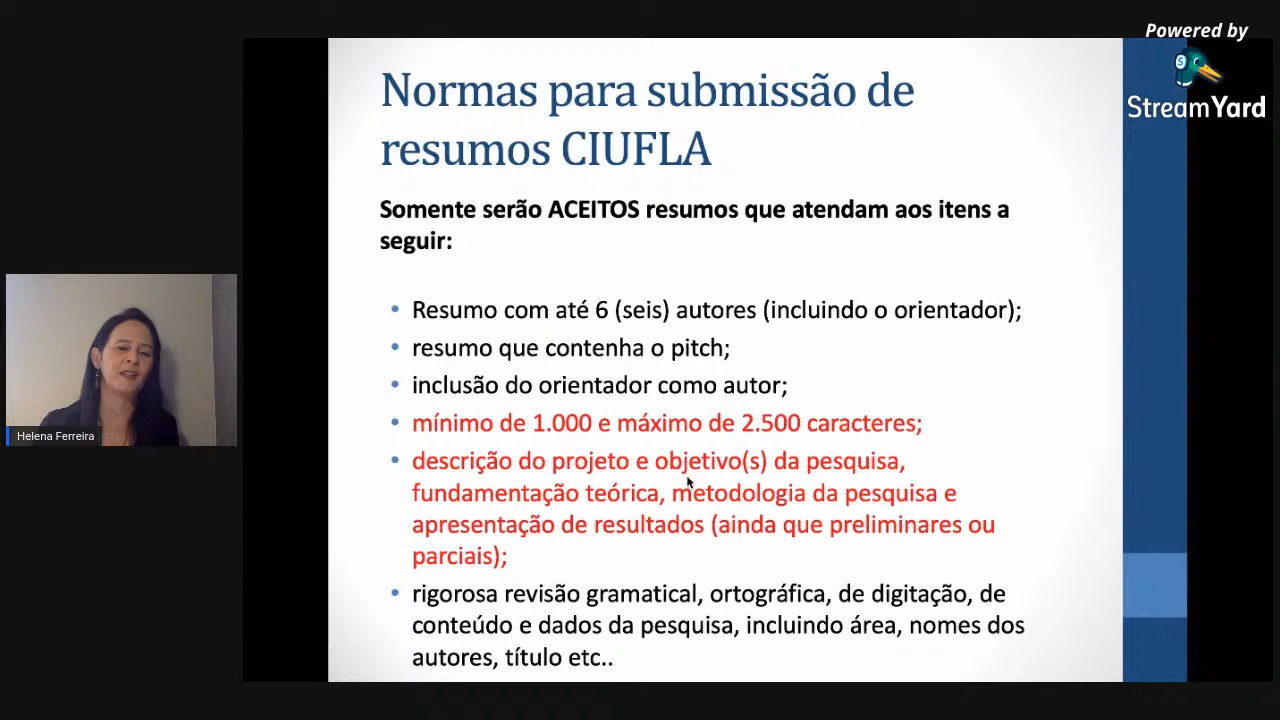 Powered by
StreamYard
Normas para submissão de
resumos CIUFLA
Somente serão ACEITOS resumos que atendam aos itens a
seguir:
• Resumo com até 6 (seis) autores (incluindo o orientador);
• resumo que contenha o pitch;
• inclusão do orientador como autor;
• mínimo de 1.000 e máximo de 2.500 caracteres;
• descrição do projeto e objetivo(s) da pesquisa,
fundamentação teórica, metodologia da pesquisa e
apresentação de resultados (ainda que preliminares ou
parciais);
• rigorosa revisão gramatical, ortográfica, de digitação, de
conteúdo e dados da pesquisa, incluindo área, nomes dos
autores, título etc..
Helena Ferreira